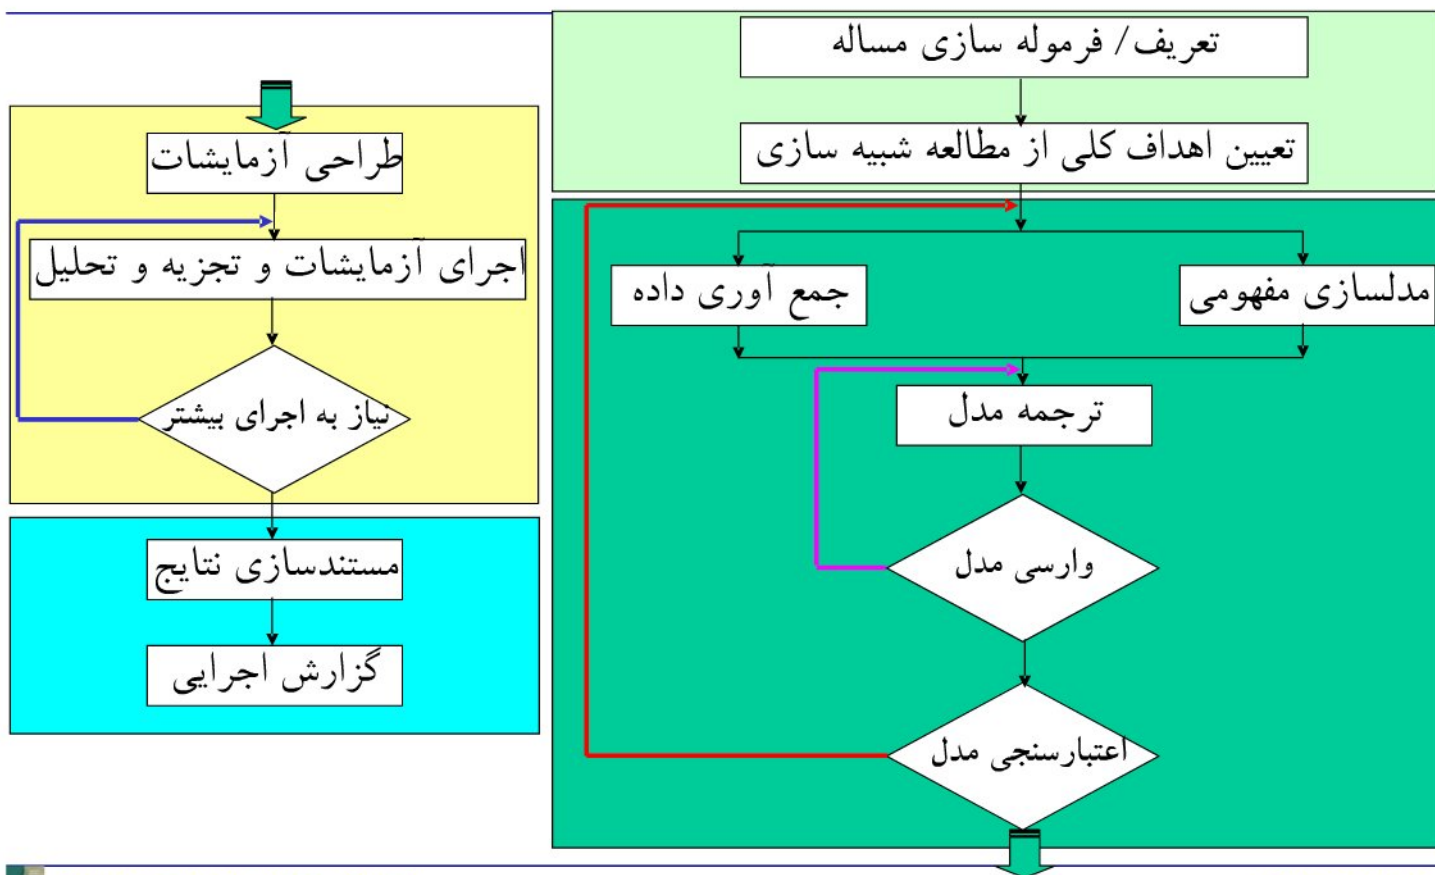 تعریف/ فرموله سازی مساله
تعیین اهداف کلی از مطالعه شبیه سازی
مدلسازی مفهومی
جمع آوری داده
ترجمه مدل
وارسی مدل
اعتبارسنجی مدل
طراحی آزمایشات
اجرای آزمایشات و تجزیه و تحلیل
نیاز به اجرای بیشتر
مستندسازی نتایج
گزارش اجرایی